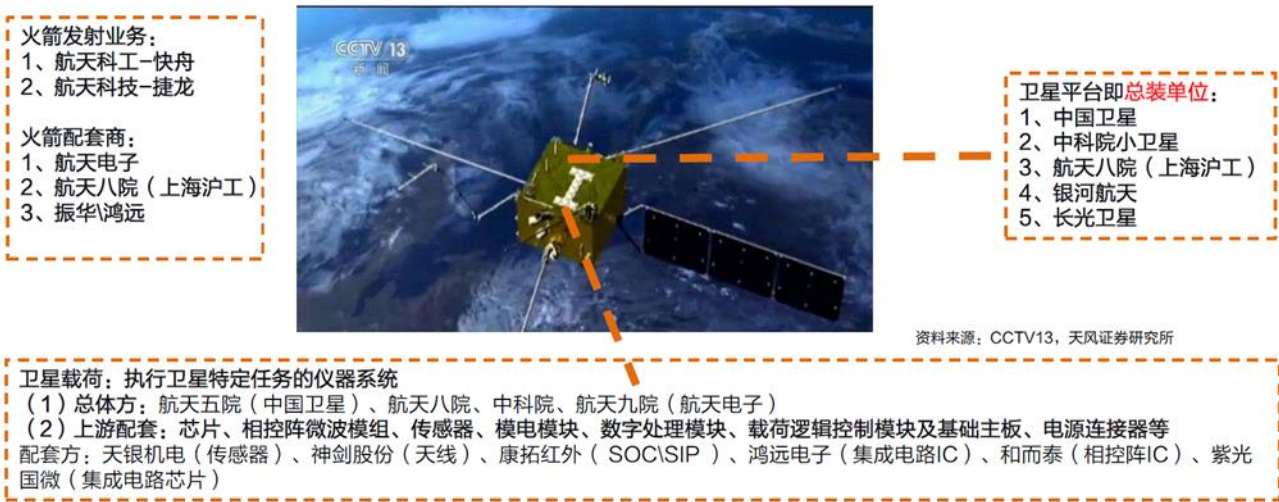 火箭发射业务：
1、航天科工-快舟
2、航天科技-捷龙
火箭配套商：
1、航天电子
2、航天八院（上海沪工）
3、振华\鸿远
CCTV 13
新闻
卫星平台即总装单位：
1、中国卫星
2、中科院小卫星
3、航天八院（上海沪工）
4、银河航天
5、长光卫星
资料来源：CCTV13，天风证券研究所
卫星载荷：执行卫星特定任务的仪器系统
（1）总体方：航天五院（中国卫星）、航天八院、中科院、航天九院（航天电子）
（2）上游配套：芯片、相控阵微波模组、传感器、模电模块、数字处理模块、载荷逻辑控制模块及基础主板、电源连接器等
配套方：天银机电（传感器）、神剑股份（天线）、康拓红外（ SOC\SIP ）、鸿远电子（集成电路IC）、和而泰（相控阵IC）、紫光
国微（集成电路芯片）